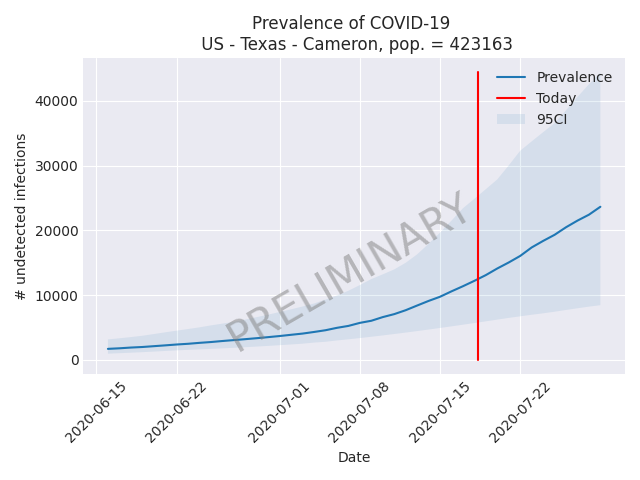 Prevalence of COVID-19
US - Texas - Cameron, pop. = 423163
# undetected infections
40000
30000
20000
10000
0
Prevalence
Today
95CI
PRELIMINARY
2020-06-15
2020-06-22
2020-07-01
2020-07-08
2020-07-15
2020-07-22
Date